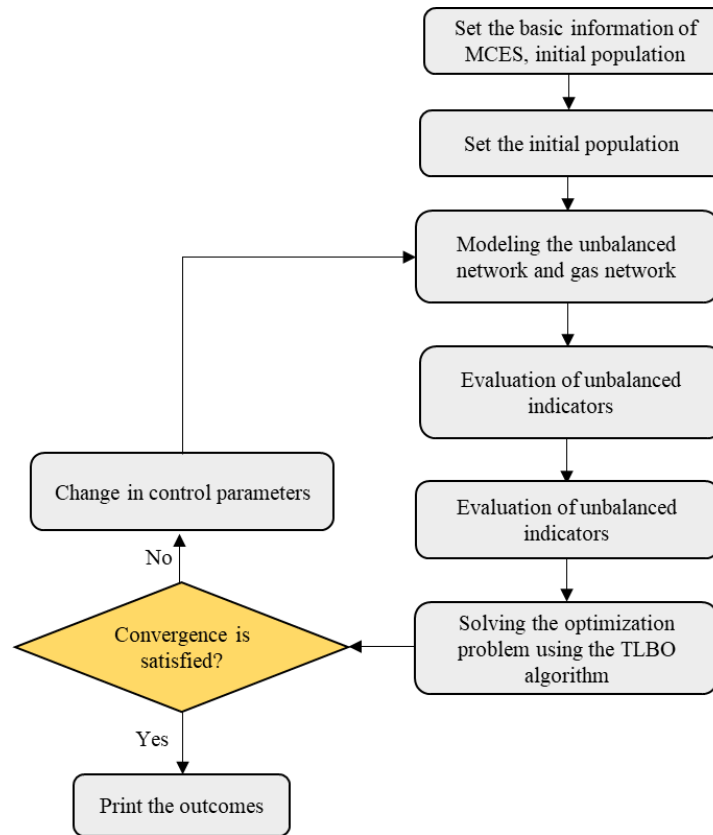 Set the basic information of
MCES, initial population
Set the initial population
Modeling the unbalanced
network and gas network
Evaluation of unbalanced
indicators
Change in control parameters
Evaluation of unbalanced
indicators
No
Solving the optimization
problem using the TLBO
algorithm
Convergence is
satisfied?
Yes
Print the outcomes